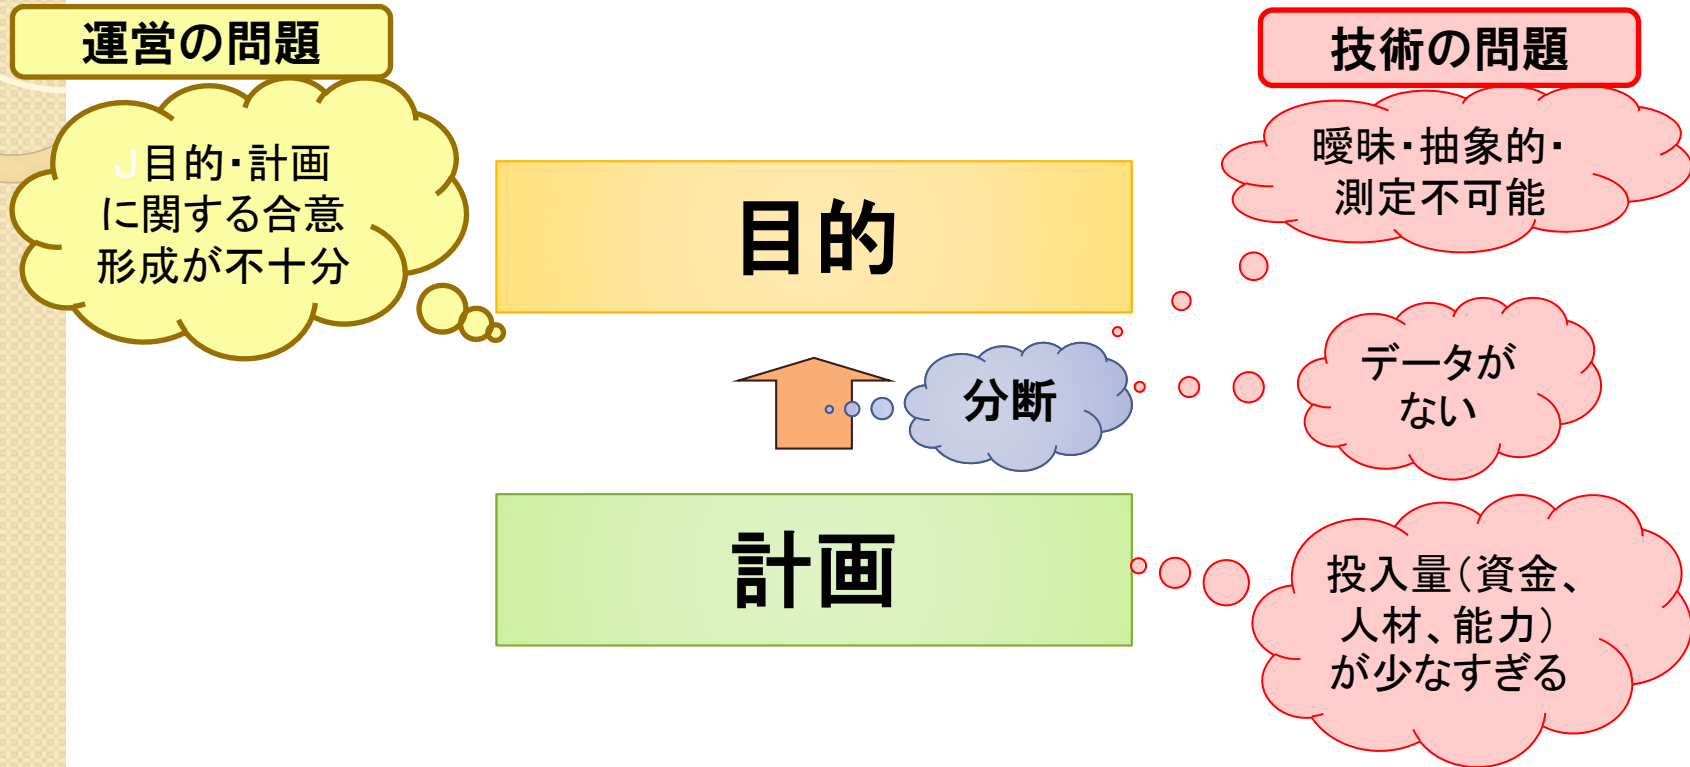 運営の問題
J目的・計画
に関する合意
形成が不十分
目的
分断
計画
技術の問題
曖昧・抽象的・
測定不可能
データが
ない
投入量（資金、
人材、能力）
が少なすぎる